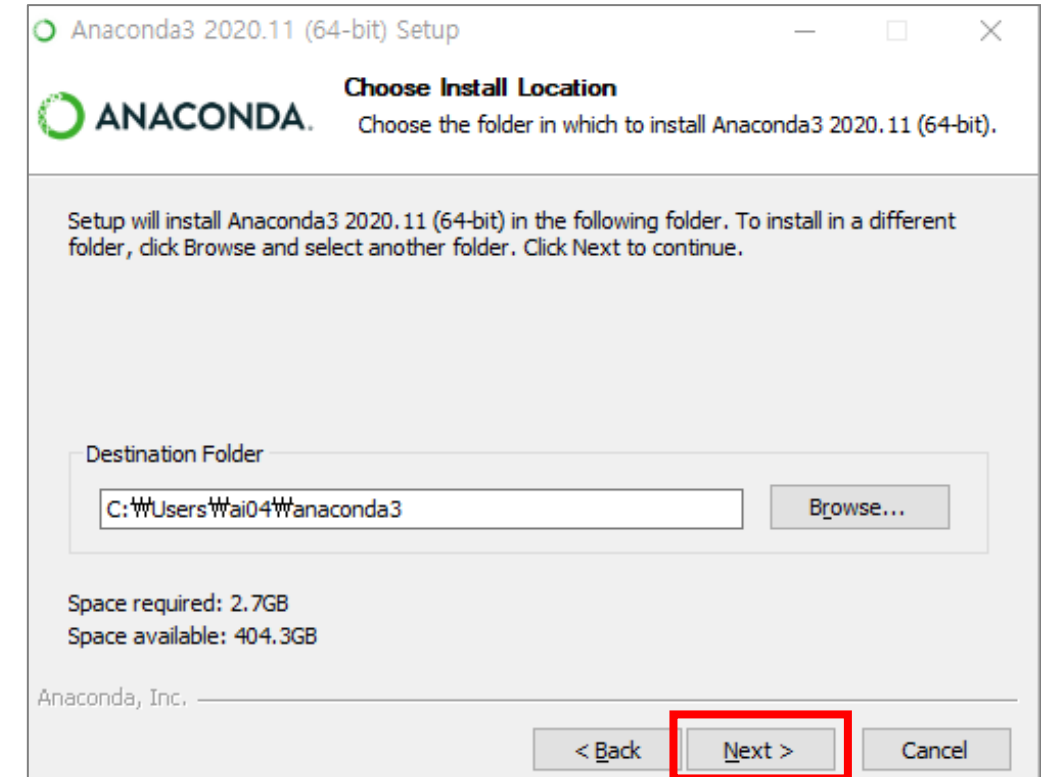 Anaconda3 2020.11 (64-bit) Setup
ANACONDA.
Choose Install Location
Choose the folder in which to install Anaconda3 2020.11 (64-bit).
Setup will install Anaconda3 2020.11 (64-bit) in the following folder. To install in a different
folder, click Browse and select another folder. Click Next to continue.
Destination Folder
C:₩Users₩ai04₩anaconda3
Browse...
Space required: 2.7GB
Space available: 404.3GB
Anaconda, Inc.
< Back
Next >
Cancel